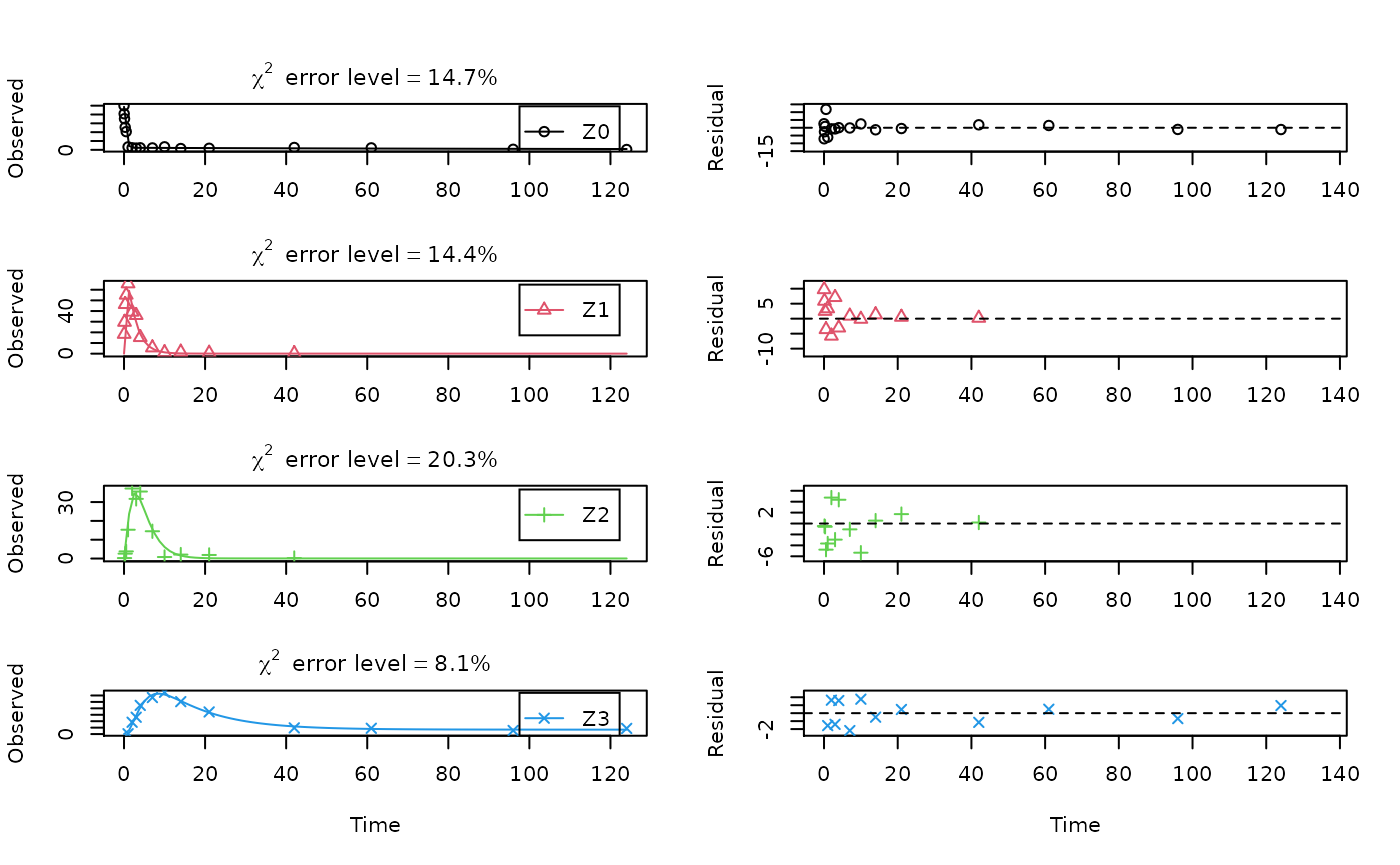 χ2 error level = 14.7%
Observed
0
Z0
0 20 40 60 80 100 120
Residual
-15
0 20 40 60 80 100 120 140
χ2 error level = 14.4%
Observed
0 40
Z1
0 20 40 60 80 100 120
Residual
-10 5
0 20 40 60 80 100 120 140
χ2 error level = 20.3%
Observed
0 30
Z2
0 20 40 60 80 100 120
Residual
-6 2
0 20 40 60 80 100 120 140
χ2 error level = 8.1%
Observed
0
Z3
0 20 40 60 80 100 120
Time
Residual
-2
0 20 40 60 80 100 120 140
Time